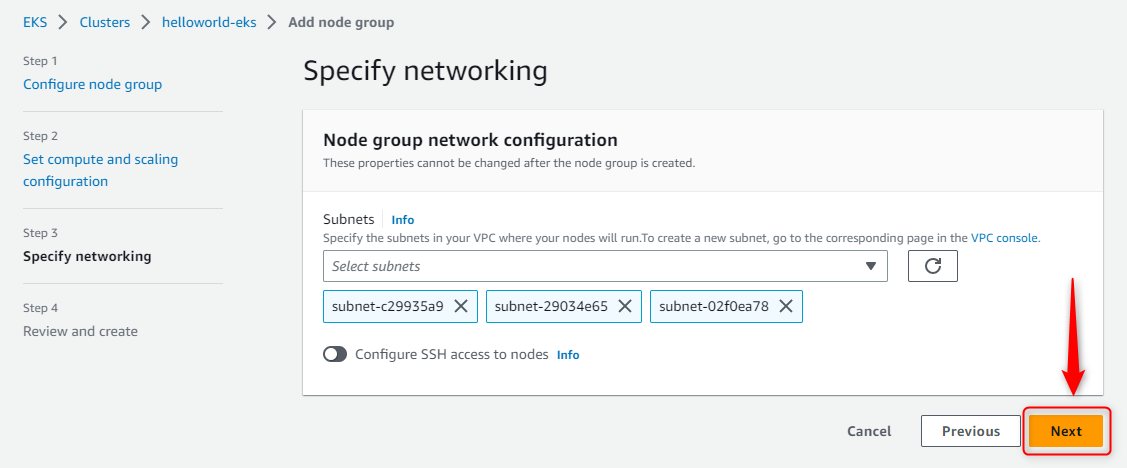 EKS > Clusters > helloworld-eks > Add node group
Step 1
Configure node group
Step 2
Set compute and scaling
configuration
Step 3
Specify networking
Step 4
Review and create
Specify networking
Node group network configuration
These properties cannot be changed after the node group is created.
Subnets Info
Specify the subnets in your VPC where your nodes will run.To create a new subnet, go to the corresponding page in the VPC console.
Select subnets
subnet-c29935a9 subnet-29034e65 subnet-02f0ea78
Configure SSH access to nodes Info
Cancel Previous Next